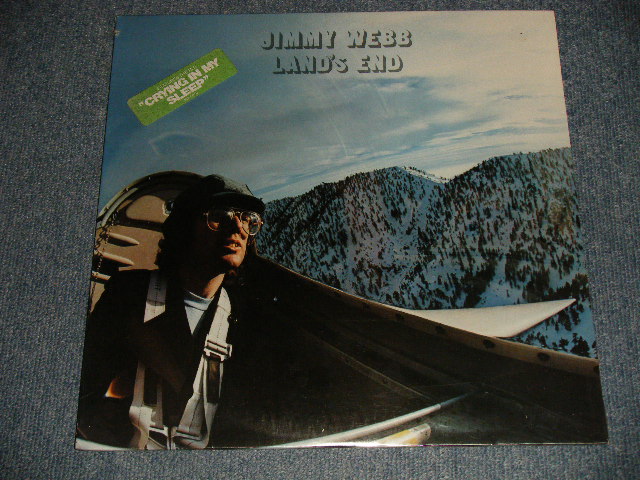 JIMMY WEBB
LAND'S END
"CRYING IN MY
SLEEP"